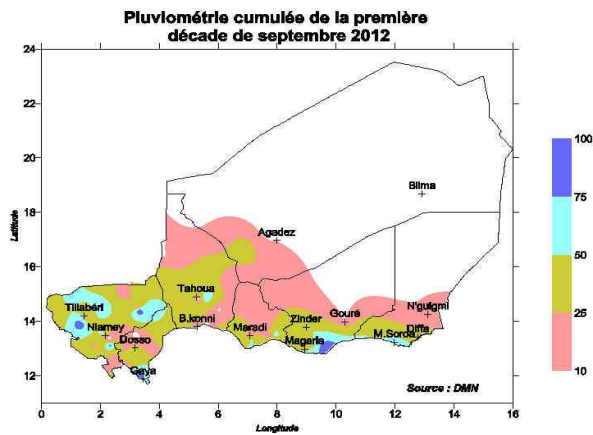 Pluviométrie cumulée de la première
décade de septembre 2012
24
22
20
18
16
14
12
Latitude
0
2
4
6
8
10
12
14
16
Longitude
Bilma
Agadez
Tahoua
Tillabéri
N'guigmi
Gouré
Zinder
Niamey
B.konni
Maradi
Diffa
Dosso
M.Soroa
Magaria
Gaya
Source : DMN
100
75
50
25
10